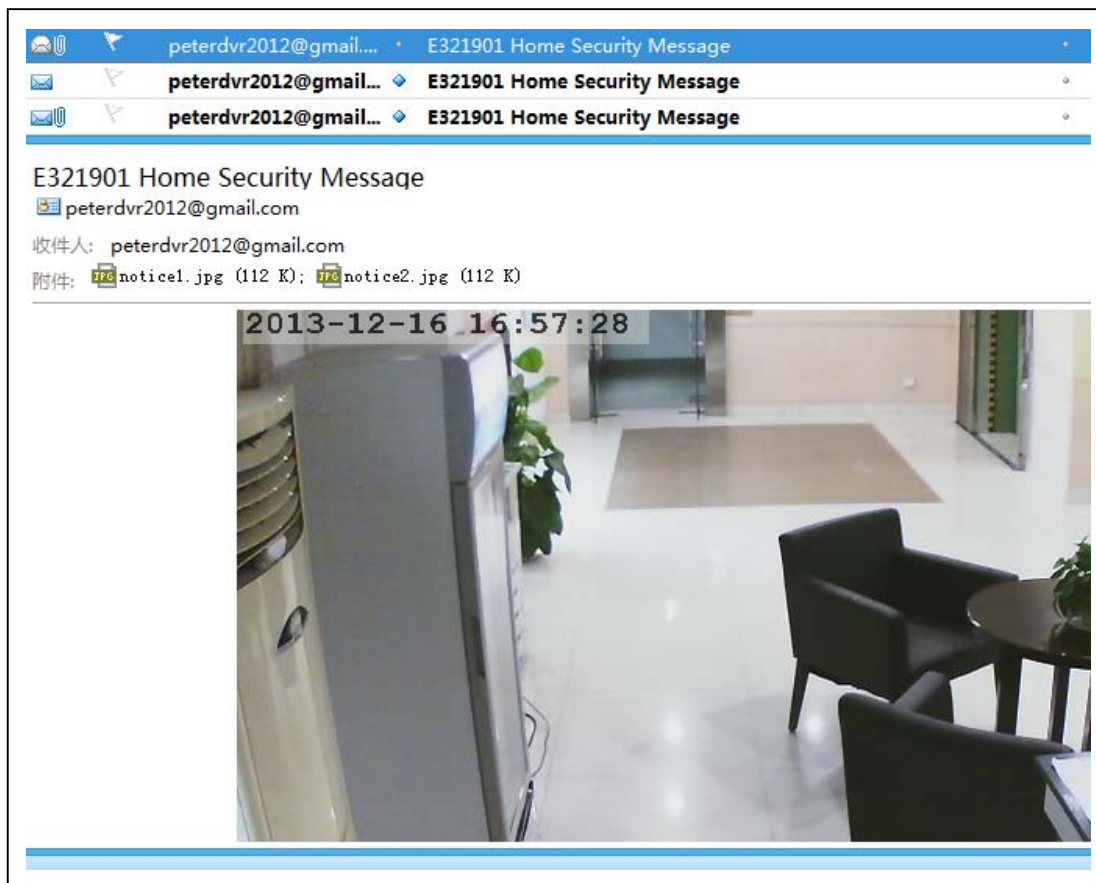 peterdvr2012@gmail.... E321901 Home Security Message
peterdvr2012@gmail... E321901 Home Security Message
peterdvr2012@gmail... E321901 Home Security Message
E321901 Home Security Message
peterdvr2012@gmail.com
收件人: peterdvr2012@gmail.com
附件: JPG notice1.jpg (112 K); JPG notice2.jpg (112 K)
2013-12-16 16:57:28